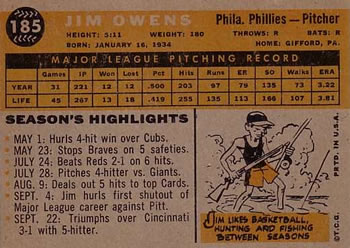 185
JIM OWENS
Phila. Phillies — Pitcher
HEIGHT: 5:11 WEIGHT: 180 THROWS: R BATS: R
BORN: JANUARY 16, 1934 HOME: GIFFORD, PA.
MAJOR LEAGUE PITCHING RECORD
Games IP Won Lost Pct. Hits Runs SO BB ERA
YEAR 31 221 12 12 .500 203 97 79 135 73 3.22
LIFE 45 267 13 18 .419 255 137 106 3.81
SEASON'S HIGHLIGHTS
MAY 1: Hurls 4-hit win over Cubs.
MAY 23: Stops Braves on 5 safeties.
JULY 24: Beats Reds 2-1 on 6 hits.
JULY 28: Pitches 4-hitter vs. Giants.
AUG. 9: Deals out 5 hits to top Cards.
SEPT. 4: Jim hurls first shutout of
Major League career against Pitt.
SEPT. 22: Triumphs over Cincinnati
3-1 with 5-hitter.
JIM LIKES BASKETBALL,
HUNTING AND FISHING
BETWEEN SEASONS
©T.C.G. PRTD. IN U.S.A.